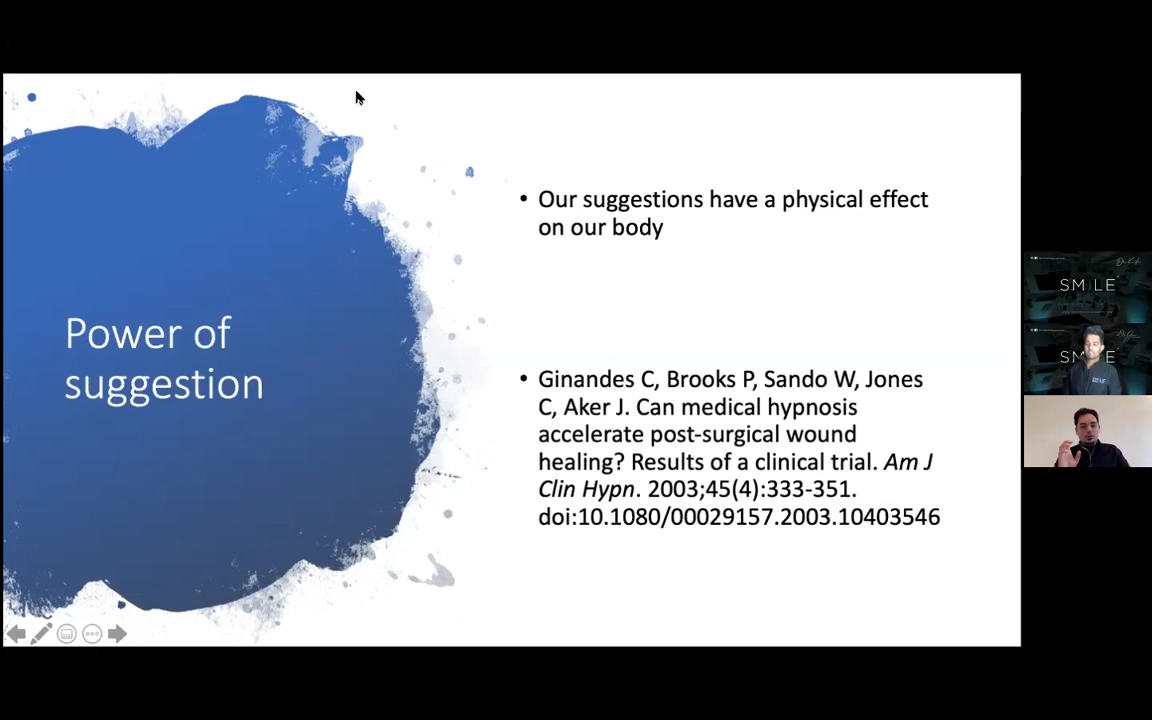 Power of
suggestion
• Our suggestions have a physical effect
on our body
• Ginandes C, Brooks P, Sando W, Jones
C, Aker J. Can medical hypnosis
accelerate post-surgical wound
healing? Results of a clinical trial. Am J
Clin Hypn. 2003;45(4):333-351.
doi:10.1080/00029157.2003.10403546
SMILE